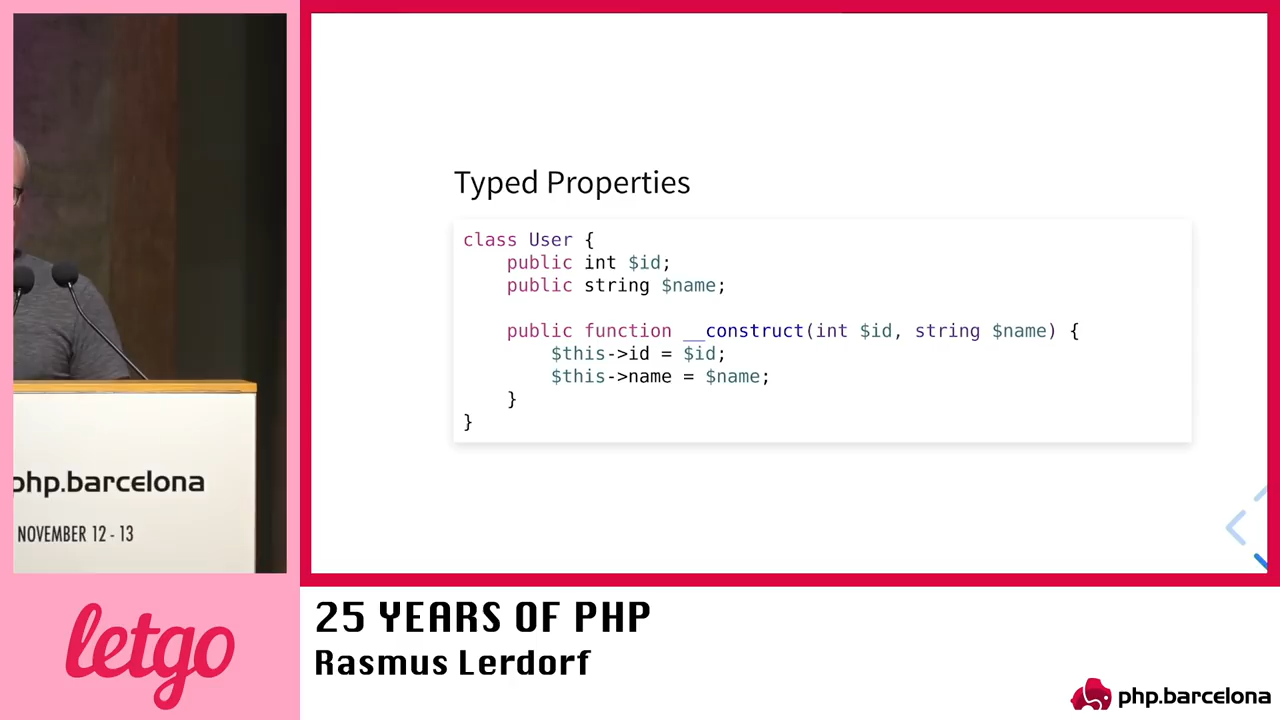 Typed Properties
class User {
    public int $id;
    public string $name;

    public function __construct(int $id, string $name) {
        $this->id = $id;
        $this->name = $name;
    }
}
php.barcelona
NOVEMBER 12 - 13
letgo
25 YEARS OF PHP
Rasmus Lerdorf
php.barcelona